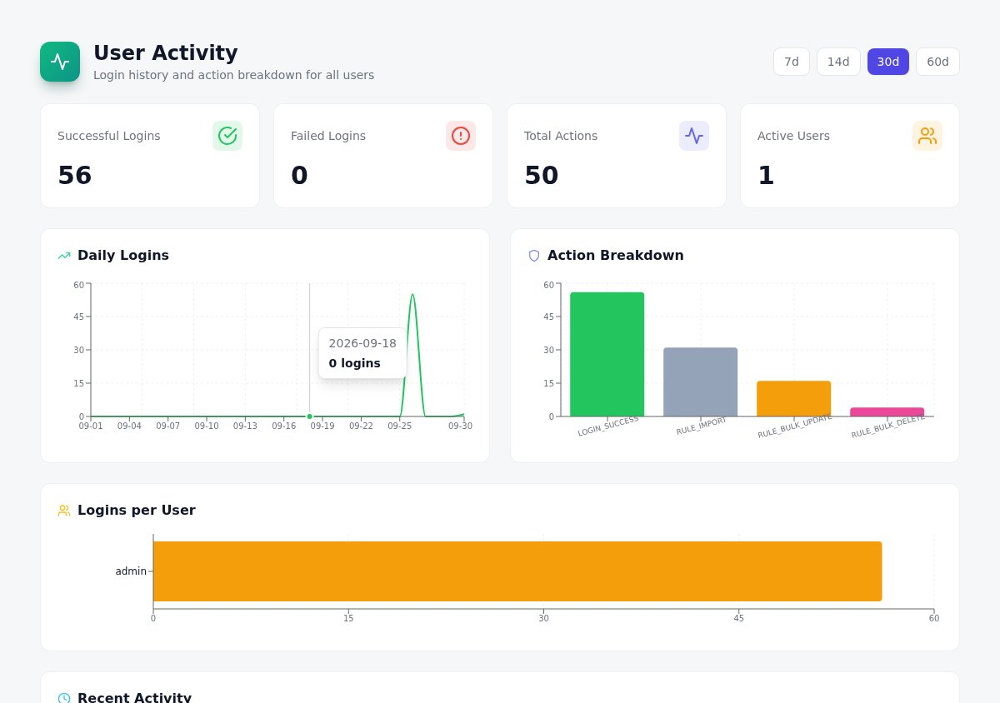 User Activity
Login history and action breakdown for all users
7d 14d 30d 60d
Successful Logins
56
Failed Logins
0
Total Actions
50
Active Users
1
Daily Logins
60
45
30
15
0
09-01 09-04 09-07 09-10 09-13 09-16 09-19 09-22 09-25 09-30
2026-09-18
0 logins
Action Breakdown
60
45
30
15
0
LOGIN_SUCCESS RULE_IMPORT RULE_BULK_UPDATE RULE_BULK_DELETE
Logins per User
admin
0 15 30 45 60
Recent Activity